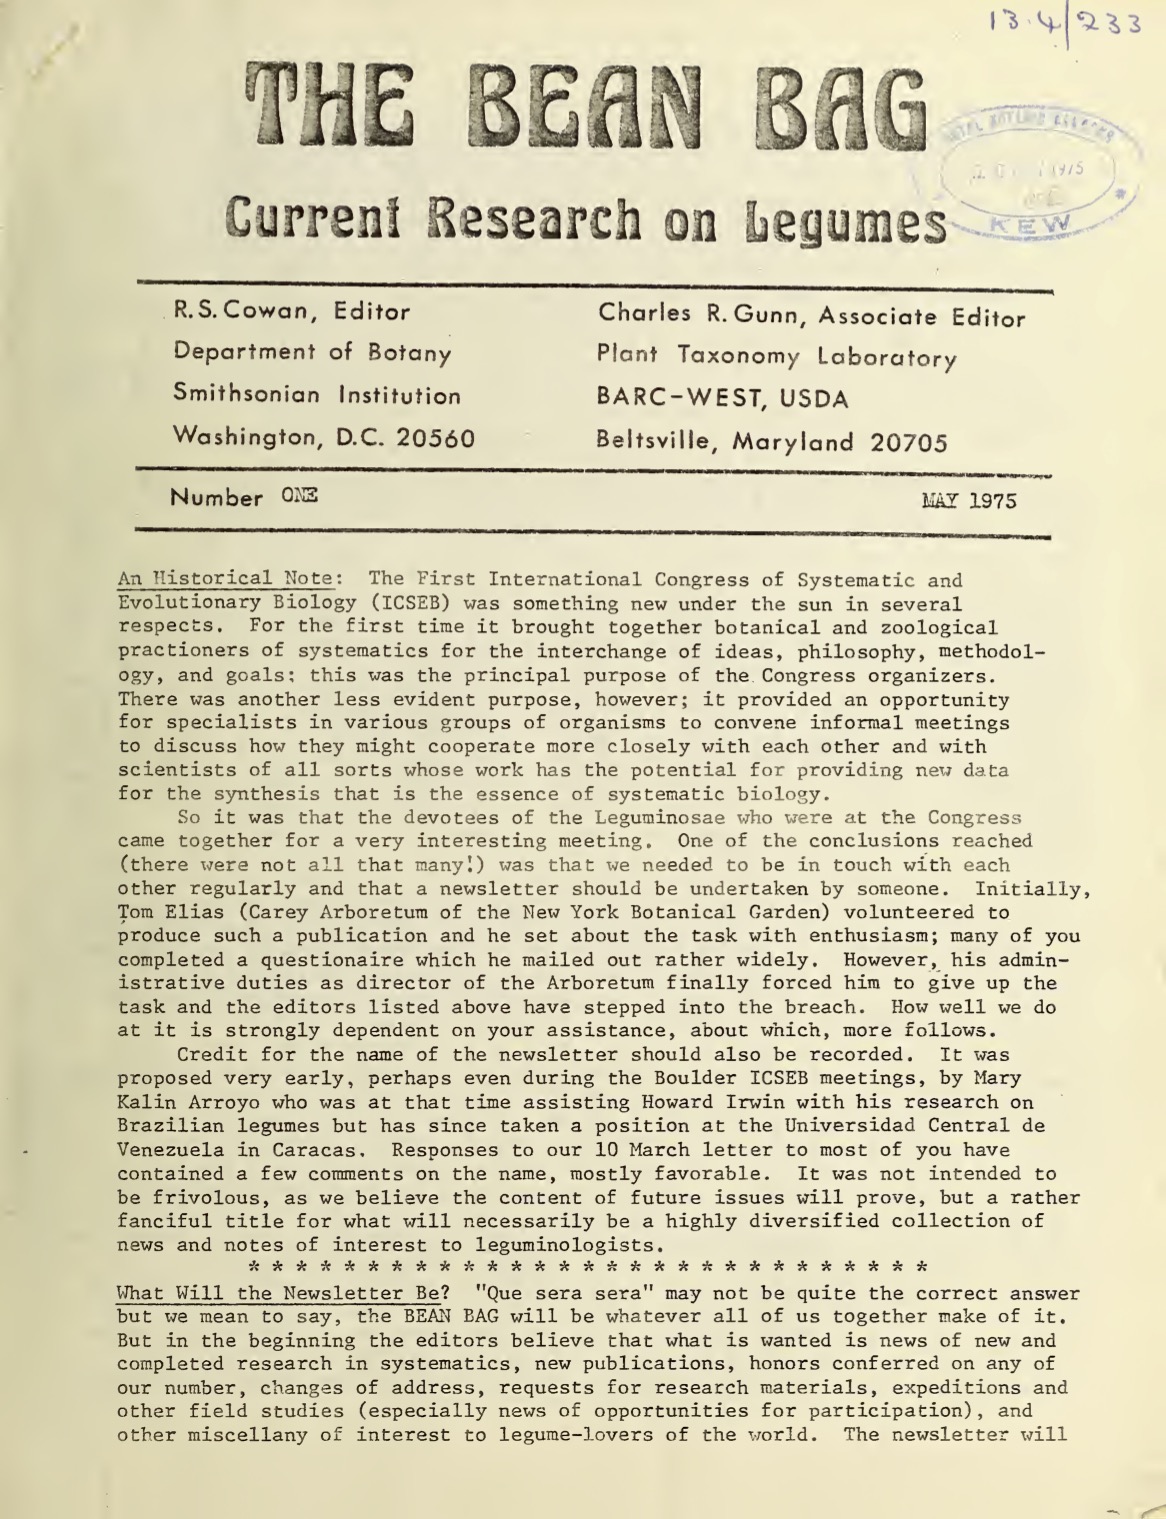 13.4/233
THE BEAN BAG
Current Research on Legumes
1975
KEW
R.S. Cowan, Editor
Department of Botany
Smithsonian Institution
Washington, D.C. 20560
Charles R. Gunn, Associate Editor
Plant Taxonomy Laboratory
BARC-WEST, USDA
Beltsville, Maryland 20705
Number ONE
MAY 1975
An Historical Note: The First International Congress of Systematic and
Evolutionary Biology (ICSEB) was something new under the sun in several
respects. For the first time it brought together botanical and zoological
practioners of systematics for the interchange of ideas, philosophy, methodol-
ogy, and goals; this was the principal purpose of the Congress organizers.
There was another less evident purpose, however; it provided an opportunity
for specialists in various groups of organisms to convene informal meetings
to discuss how they might cooperate more closely with each other and with
scientists of all sorts whose work has the potential for providing new data
for the synthesis that is the essence of systematic biology.
So it was that the devotees of the Leguminosae who were at the Congress
came together for a very interesting meeting. One of the conclusions reached
(there were not all that many!) was that we needed to be in touch with each
other regularly and that a newsletter should be undertaken by someone. Initially,
Tom Elias (Carey Arboretum of the New York Botanical Garden) volunteered to
produce such a publication and he set about the task with enthusiasm; many of you
completed a questionaire which he mailed out rather widely. However, his admin-
istrative duties as director of the Arboretum finally forced him to give up the
task and the editors listed above have stepped into the breach. How well we do
at it is strongly dependent on your assistance, about which, more follows.
Credit for the name of the newsletter should also be recorded. It was
proposed very early, perhaps even during the Boulder ICSEB meetings, by Mary
Kalin Arroyo who was at that time assisting Howard Irwin with his research on
Brazilian legumes but has since taken a position at the Universidad Central de
Venezuela in Caracas. Responses to our 10 March letter to most of you have
contained a few comments on the name, mostly favorable. It was not intended to
be frivolous, as we believe the content of future issues will prove, but a rather
fanciful title for what will necessarily be a highly diversified collection of
news and notes of interest to leguminologists.
* * * * * * * * * * * * * * * * * * * * * * * * * * * * *
What Will the Newsletter Be? "Que sera sera" may not be quite the correct answer
but we mean to say, the BEAN BAG will be whatever all of us together make of it.
But in the beginning the editors believe that what is wanted is news of new and
completed research in systematics, new publications, honors conferred on any of
our number, changes of address, requests for research materials, expeditions and
other field studies (especially news of opportunities for participation), and
other miscellany of interest to legume-lovers of the world. The newsletter will